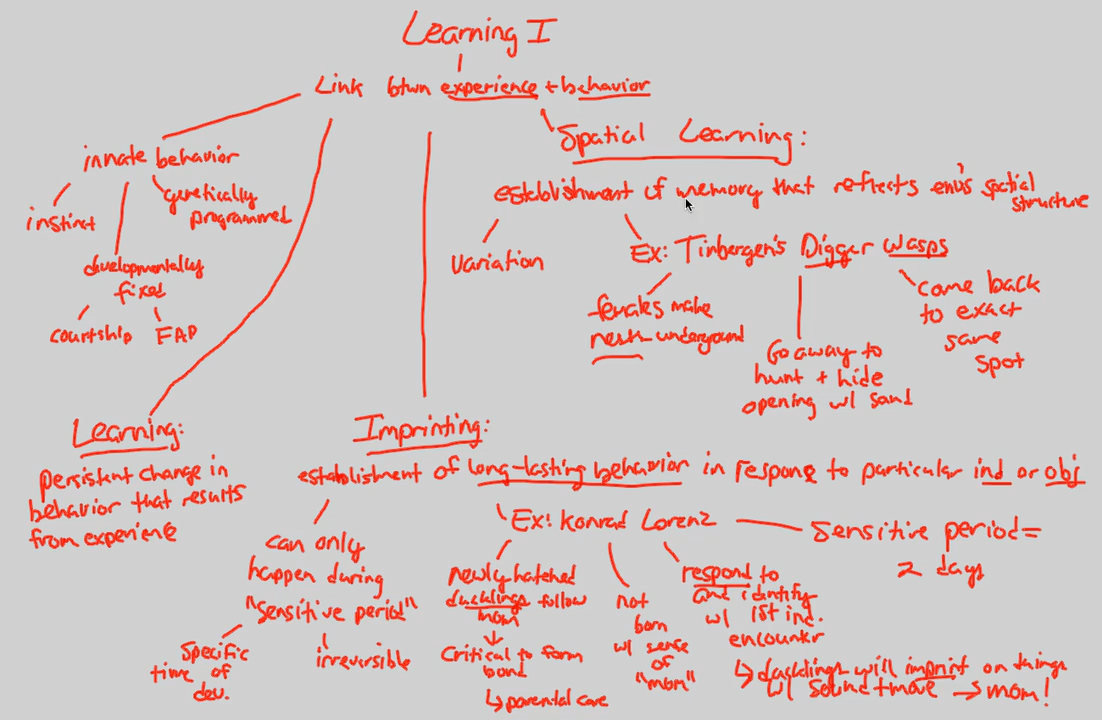 Learning I
Link btwn experience + behavior
innate behavior
instinct
genetically
programmed
developmentally
fixed
courtship
FAP
Spatial Learning:
establishment of memory that reflects env's spatial
structure
Variation
Ex: Tinbergen's Digger wasps
females make
nests underground
Go away to
hunt + hide
opening w/ sand
come back
to exact
same
spot
Learning:
persistent change in
behavior that results
from experience
Imprinting:
establishment of long-lasting behavior in respons to particular ind or obj
can only
happen during
"sensitive period"
Specific
time of
dev.
irreversible
Ex: Konrad Lorenz
Sensitive period =
2 days
newly hatched
ducklings follow
mom
↓
Critical to form
bond
↳ parental care
not
born
w/ sense
of
"mom"
respond to
and identify
w/ 1st ind.
encounter
↳ ducklings will imprint on things
w/ sound + move → mom!